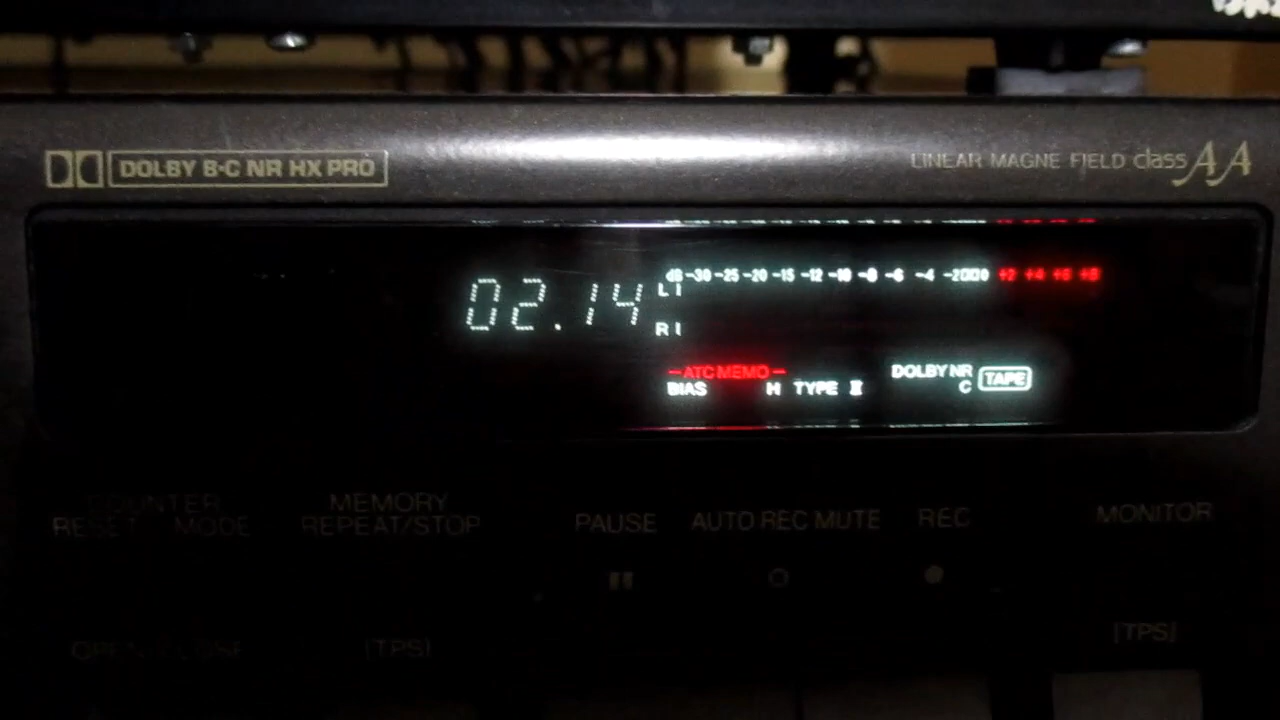 DOLBY B-C NR HX PRO
LINEAR MAGNE FIELD class AA
dB -30 -25 -20 -15 -12 -10 -8 -6 -4 -2 0 +2 +4 +6 +8
02.14
L
R
ATC MEMO
BIAS H TYPE II
DOLBY NR C TAPE
COUNTER
RESET MODE
MEMORY
REPEAT/STOP
PAUSE
AUTO REC MUTE
REC
MONITOR
OPEN/CLOSE
TPS
TPS